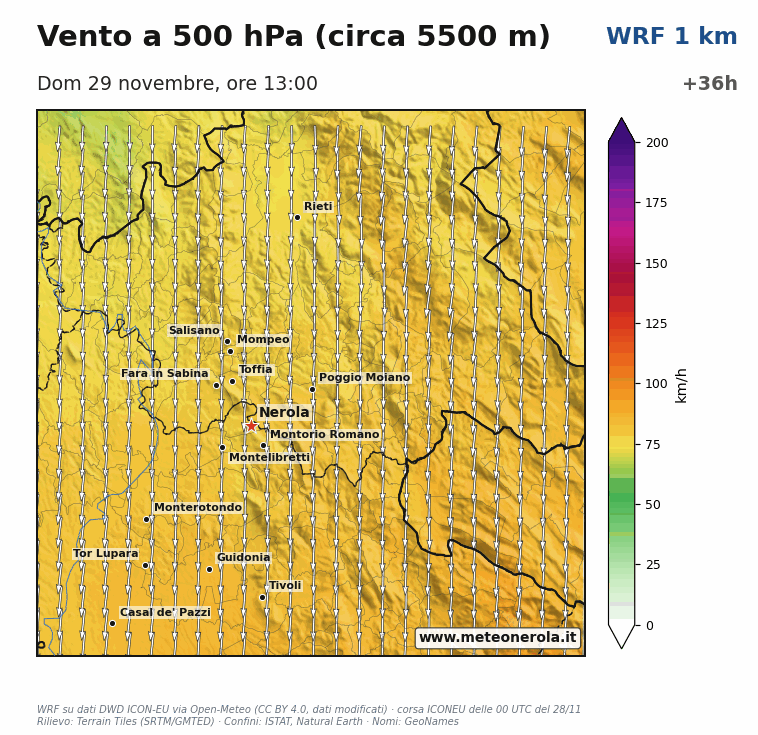 Vento a 500 hPa (circa 5500 m)
WRF 1 km
Dom 29 novembre, ore 13:00
+36h
Rieti
Salisano
Mompeo
Toffia
Fara in Sabina
Poggio Moiano
Nerola
Montorio Romano
Montelibretti
Monterotondo
Tor Lupara
Guidonia
Tivoli
Casal de' Pazzi
www.meteonerola.it
200
175
150
125
100
75
50
25
0
km/h
WRF su dati DWD ICON-EU via Open-Meteo (CC BY 4.0, dati modificati) · corsa ICONEU delle 00 UTC del 28/11
Rilievo: Terrain Tiles (SRTM/GMTED) · Confini: ISTAT, Natural Earth · Nomi: GeoNames